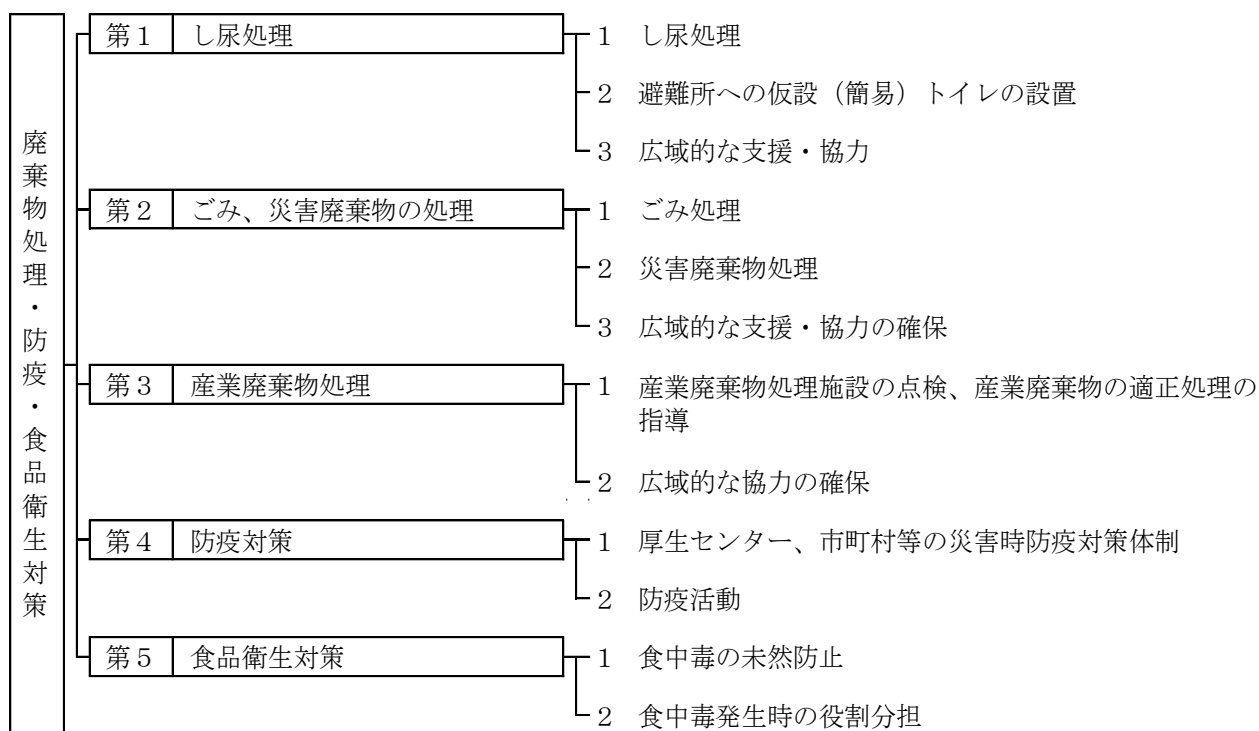 廃棄物処理・防疫・食品衛生対策
第１ し尿処理
１ し尿処理
２ 避難所への仮設（簡易）トイレの設置
３ 広域的な支援・協力
第２ ごみ、災害廃棄物の処理
１ ごみ処理
２ 災害廃棄物処理
３ 広域的な支援・協力の確保
第３ 産業廃棄物処理
１ 産業廃棄物処理施設の点検、産業廃棄物の適正処理の
指導
２ 広域的な協力の確保
第４ 防疫対策
１ 厚生センター、市町村等の災害時防疫対策体制
２ 防疫活動
第５ 食品衛生対策
１ 食中毒の未然防止
２ 食中毒発生時の役割分担